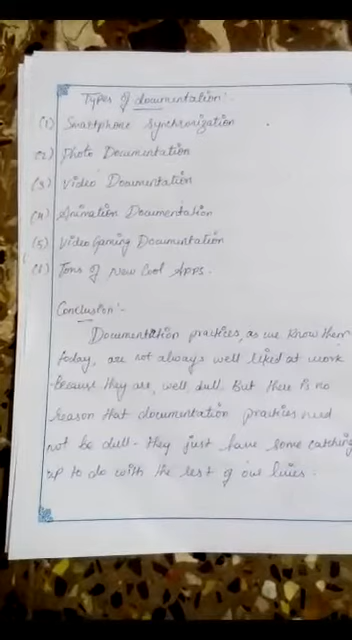 Types of documentation:-
(1) Smartphone Synchronization
(2) Photo Documentation
(3) Video Documentation
(4) Animation Documentation
(5) Video Gaming Documentation
(6) Tons of New Cool Apps.
Conclusion:-
Documentation practices, as we know them
today, are not always well liked at work
because they are, well, dull. But there is no
reason that documentation practices need
not be dull - they just have some catching
up to do with the rest of our lives.